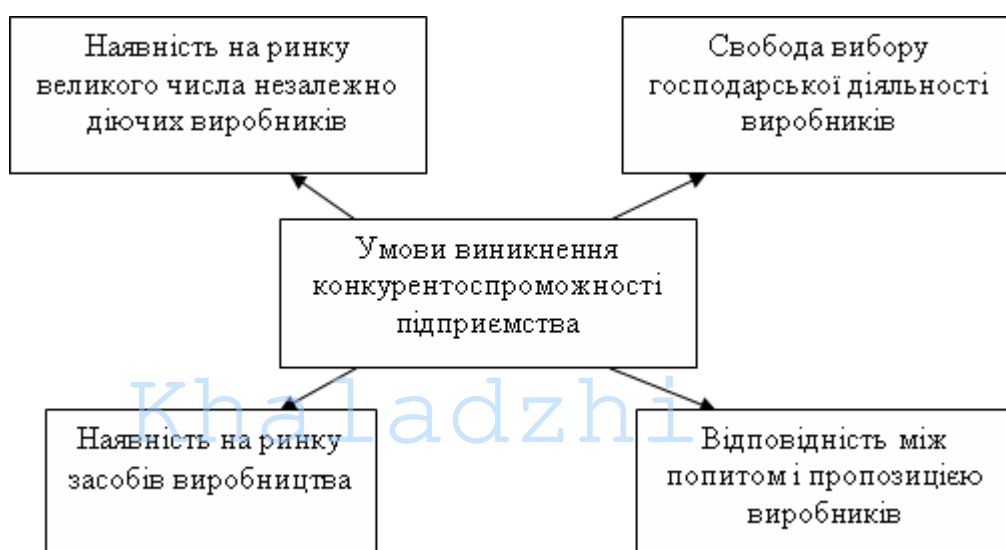 Наявність на ринку
великого числа незалежно
діючих виробників
Свобода вибору
господарської діяльності
виробників
Умови виникнення
конкурентоспроможності
підприємства
Khaladzhi
Наявність на ринку
засобів виробництва
Відповідність між
попитом і пропозицією
виробників